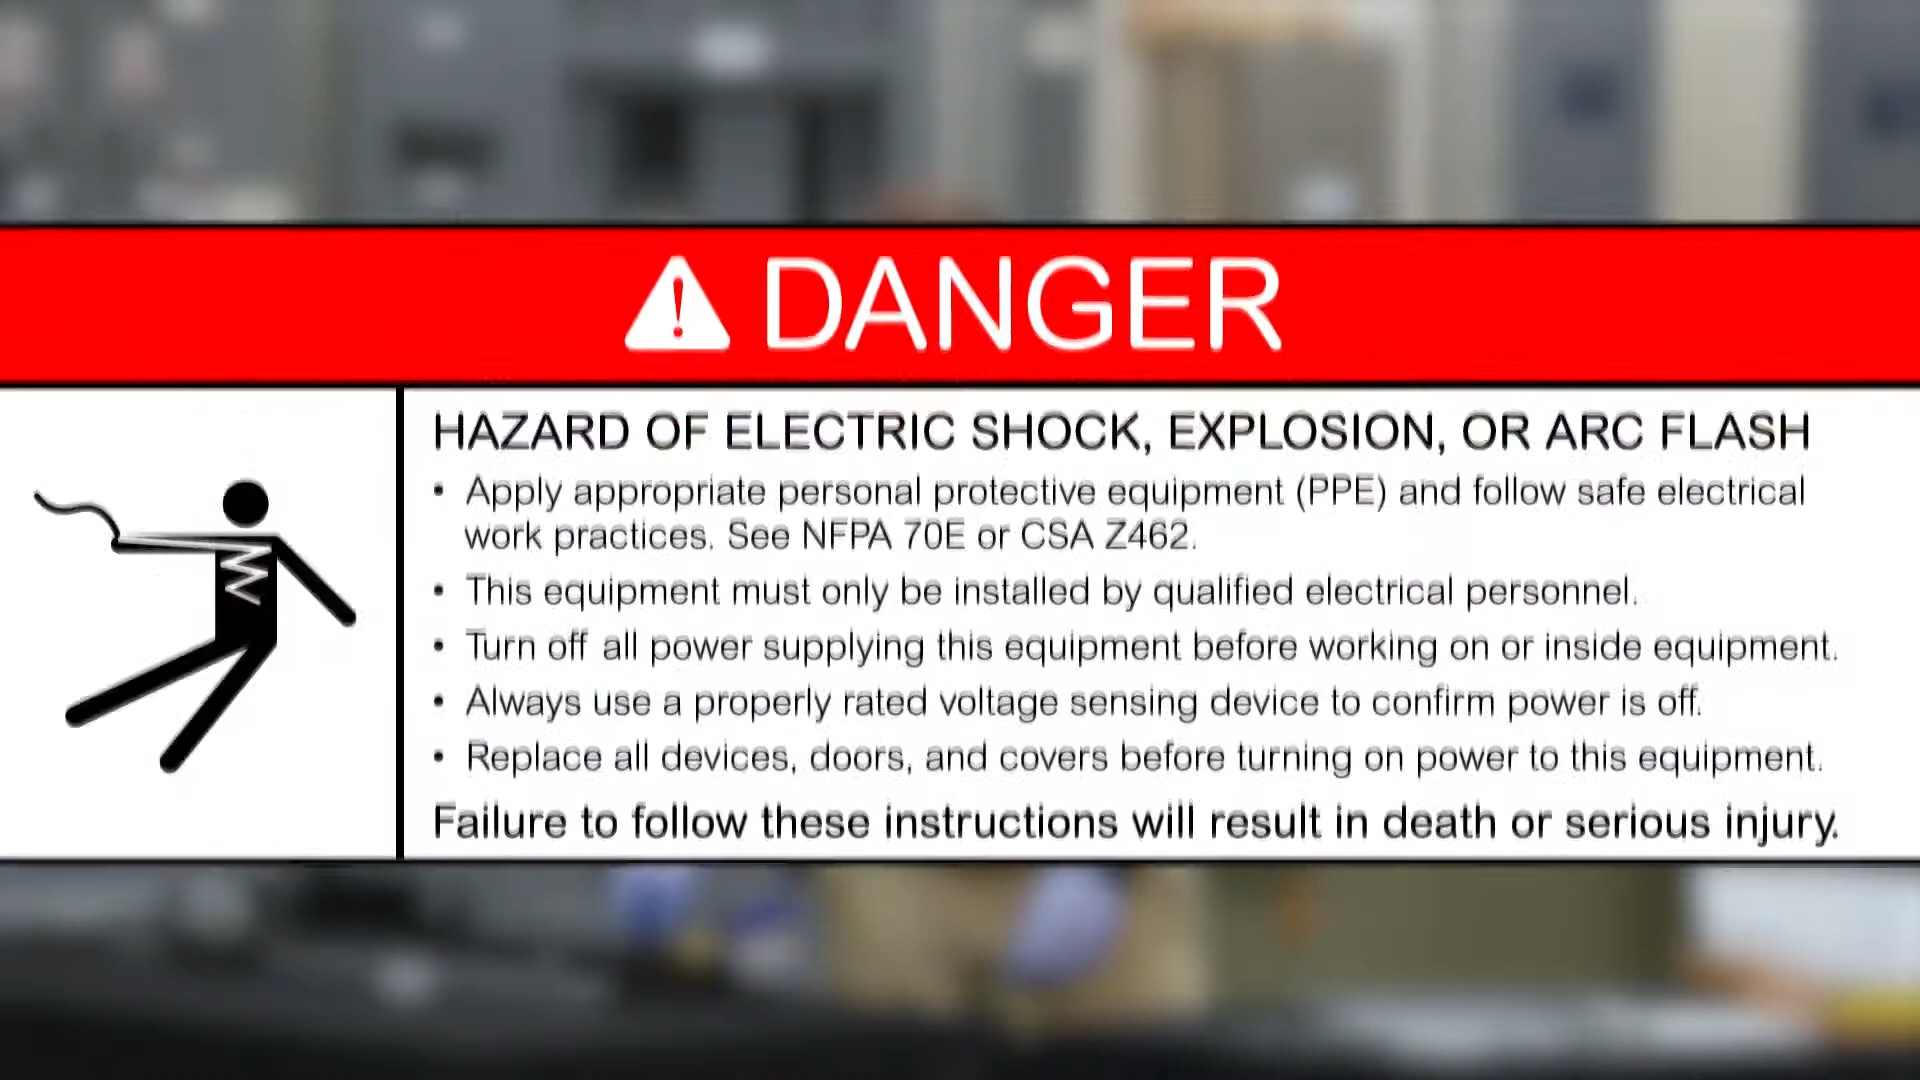 DANGER
HAZARD OF ELECTRIC SHOCK, EXPLOSION, OR ARC FLASH
• Apply appropriate personal protective equipment (PPE) and follow safe electrical
work practices. See NFPA 70E or CSA Z462.
• This equipment must only be installed by qualified electrical personnel.
• Turn off all power supplying this equipment before working on or inside equipment.
• Always use a properly rated voltage sensing device to confirm power is off.
• Replace all devices, doors, and covers before turning on power to this equipment.
Failure to follow these instructions will result in death or serious injury.